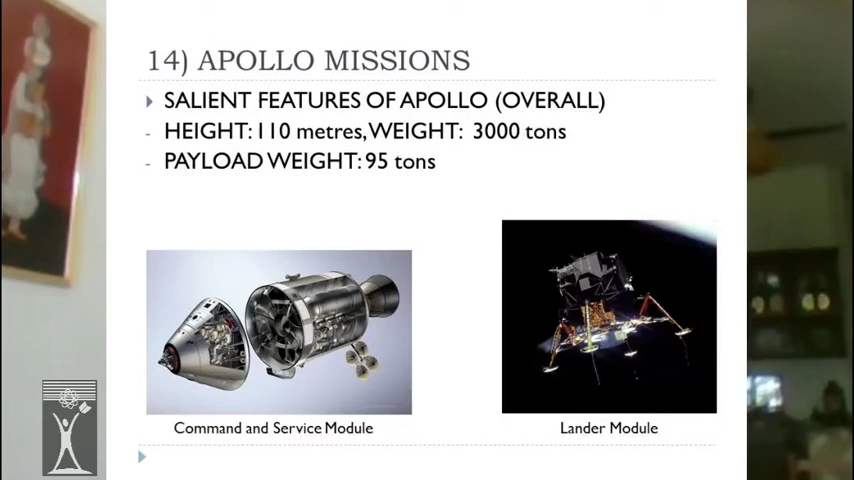 14) APOLLO MISSIONS
SALIENT FEATURES OF APOLLO (OVERALL)
- HEIGHT: 110 metres, WEIGHT: 3000 tons
- PAYLOAD WEIGHT: 95 tons
Command and Service Module
Lander Module